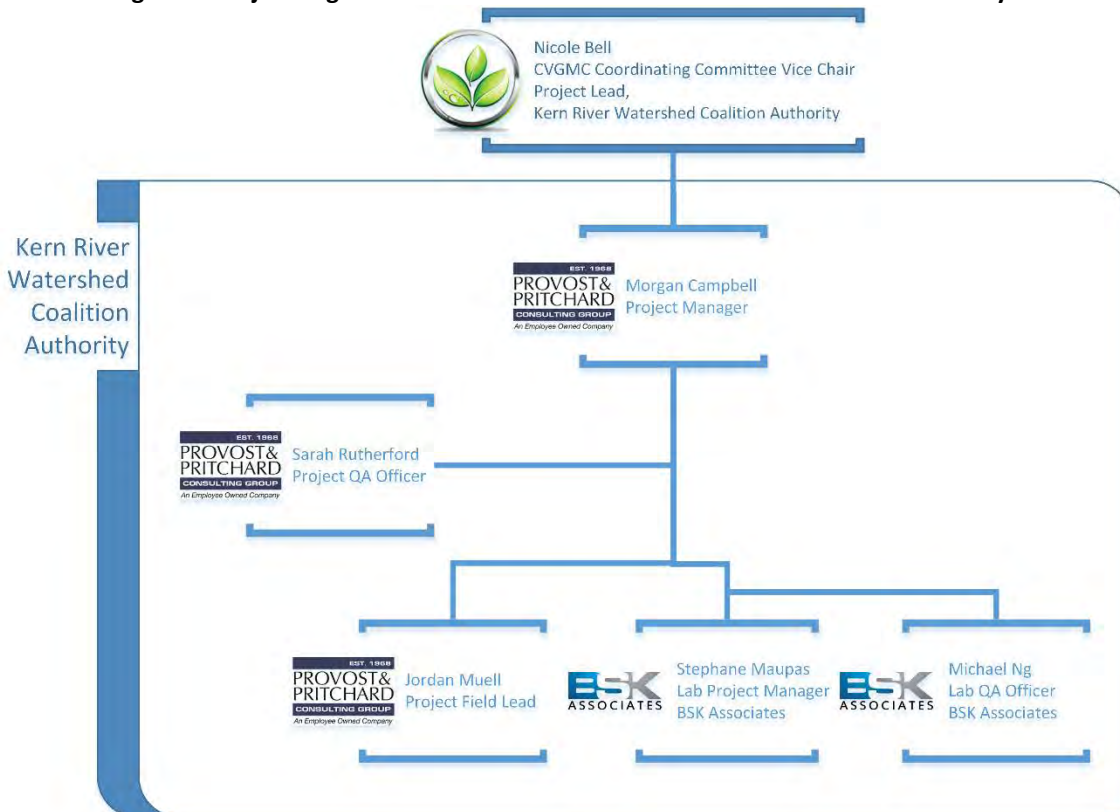 Nicole Bell
CVGMC Coordinating Committee Vice Chair
Project Lead,
Kern River Watershed Coalition Authority
Kern River
Watershed
Coalition
Authority
EST. 1968
PROVOST&
PRITCHARD
CONSULTING GROUP
An Employee Owned Company
Morgan Campbell
Project Manager
EST. 1968
PROVOST&
PRITCHARD
CONSULTING GROUP
An Employee Owned Company
Sarah Rutherford
Project QA Officer
EST. 1968
PROVOST&
PRITCHARD
CONSULTING GROUP
An Employee Owned Company
Jordan Muell
Project Field Lead
BSK
ASSOCIATES
Stephane Maupas
Lab Project Manager
BSK Associates
BSK
ASSOCIATES
Michael Ng
Lab QA Officer
BSK Associates